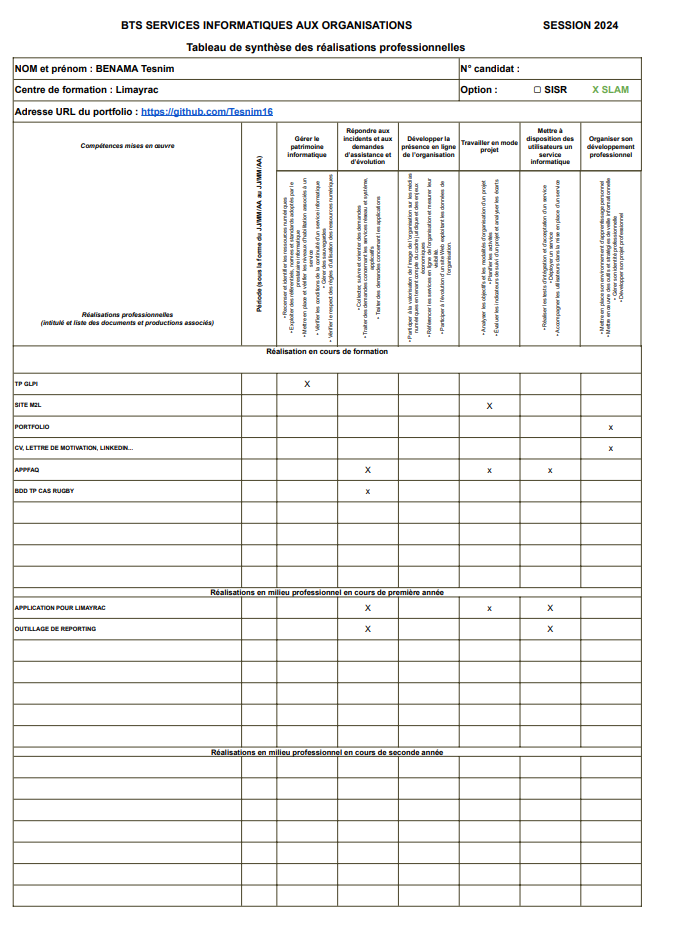 BTS SERVICES INFORMATIQUES AUX ORGANISATIONS SESSION 2024
Tableau de synthèse des réalisations professionnelles
NOM et prénom : BENAMA Tesnim N° candidat :
Centre de formation : Limayrac Option : ☐ SISR X SLAM
Adresse URL du portfolio : https://github.com/Tesnim16
Compétences mises en œuvre
Réalisations professionnelles
(intitulé et liste des documents et productions associés)
Période (sous la forme du JJ/MM/AA au JJ/MM/AA)
Gérer le
patrimoine
informatique
• Recenser et identifier les ressources numériques
• Exploiter des référentiels, normes et standards adoptés par le
prestataire informatique
• Mettre en place et vérifier les niveaux d'habilitation associés à un
service
• Vérifier les conditions de la continuité d'un service informatique
• Gérer des sauvegardes
• Vérifier le respect des règles d'utilisation des ressources numériques
Répondre aux
incidents et aux
demandes
d'assistance et
d'évolution
• Collecter, suivre et orienter des demandes
• Traiter des demandes concernant les services réseau et système,
applicatifs
• Traiter des demandes concernant les applications
Développer la
présence en ligne
de l'organisation
• Participer à la valorisation de l'image de l'organisation sur les médias
numériques en tenant compte du cadre juridique et des enjeux
économiques
• Référencer les services en ligne de l'organisation et mesurer leur
visibilité.
• Participer à l'évolution d'un site Web exploitant les données de
l'organisation.
Travailler en mode
projet
• Analyser les objectifs et les modalités d'organisation d'un projet
• Planifier les activités
• Évaluer les indicateurs de suivi d'un projet et analyser les écarts
Mettre à
disposition des
utilisateurs un
service
informatique
• Réaliser les tests d'intégration et d'acceptation d'un service
• Déployer un service
• Accompagner les utilisateurs dans la mise en place d'un service
Organiser son
développement
professionnel
• Mettre en place son environnement d'apprentissage personnel
• Mettre en œuvre des outils et stratégies de veille informationnelle
• Gérer son identité professionnelle
• Développer son projet professionnel
Réalisation en cours de formation
TP GLPI X
SITE M2L X
PORTFOLIO x
CV, LETTRE DE MOTIVATION, LINKEDIN... x
APPFAQ X x x
BDD TP CAS RUGBY x
Réalisations en milieu professionnel en cours de première année
APPLICATION POUR LIMAYRAC X x X
OUTILLAGE DE REPORTING X X
Réalisations en milieu professionnel en cours de seconde année